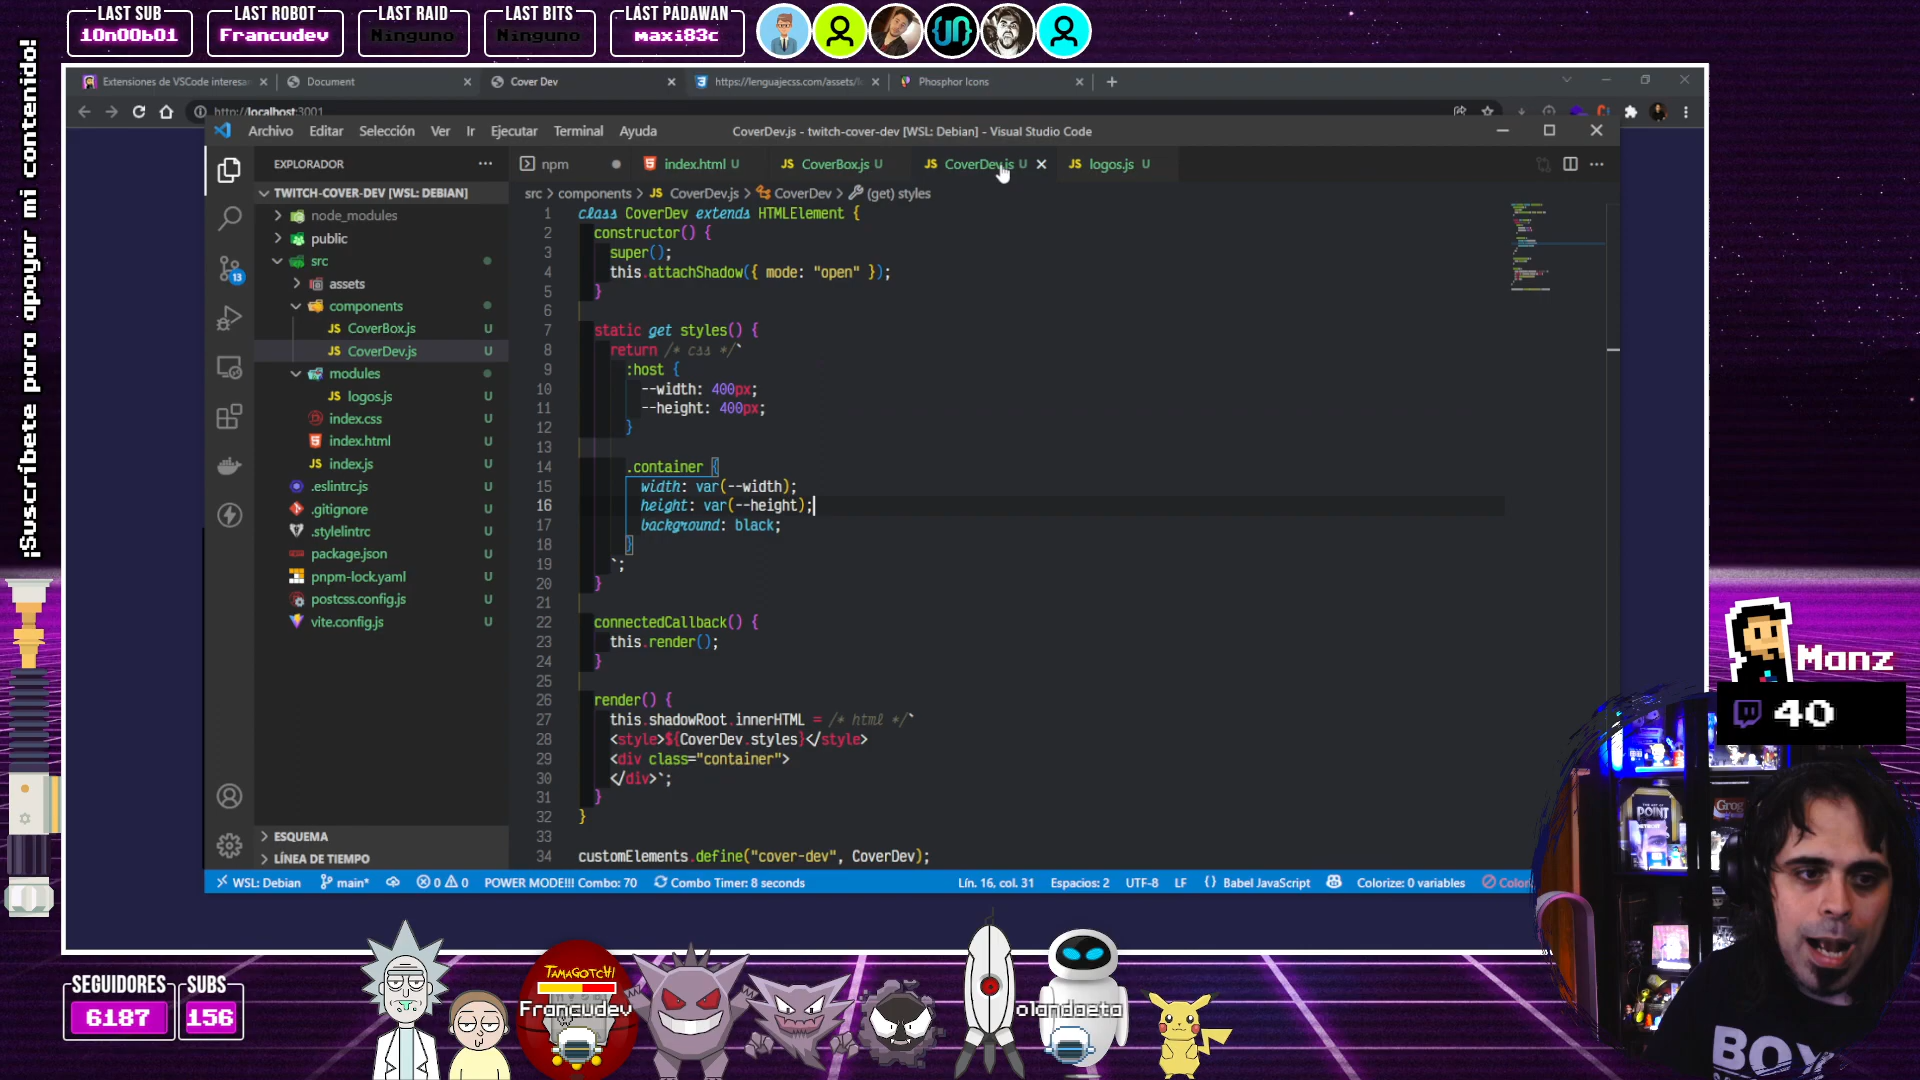 LAST SUB
10n00b01
LAST ROBOT
Francudev
LAST RAID
Ninguno
LAST BITS
Ninguno
LAST PADAWAN
maxi83c
¡Suscríbete para apoyar mi contenido!
Extensiones de VSCode interesa
Document
Cover Dev
https://lenguajecss.com/assets/
Phosphor Icons
http://localhost:3001
Archivo Editar Selección Ver Ir Ejecutar Terminal Ayuda
CoverDev.js - twitch-cover-dev [WSL: Debian] - Visual Studio Code
EXPLORADOR
npm
index.html U
JS CoverBox.js U
JS CoverDev.js U
JS logos.js U
TWITCH-COVER-DEV [WSL: DEBIAN]
src > components > JS CoverDev.js > CoverDev > (get) styles
node_modules
public
src
assets
components
JS CoverBox.js U
JS CoverDev.js U
modules
JS logos.js U
index.css U
index.html U
JS index.js U
.eslintrc.js U
.gitignore U
.stylelintrc U
package.json U
pnpm-lock.yaml U
postcss.config.js U
vite.config.js U
13
ESQUEMA
LÍNEA DE TIEMPO
1 class CoverDev extends HTMLElement {
2 constructor() {
3 super();
4 this.attachShadow({ mode: "open" });
5 }
6
7 static get styles() {
8 return /* css */`
9 :host {
10 --width: 400px;
11 --height: 400px;
12 }
13
14 .container {
15 width: var(--width);
16 height: var(--height);
17 background: black;
18 }
19 `;
20 }
21
22 connectedCallback() {
23 this.render();
24 }
25
26 render() {
27 this.shadowRoot.innerHTML = /* html */`
28 <style>${CoverDev.styles}</style>
29 <div class="container">
30 </div>`;
31 }
32 }
33
34 customElements.define("cover-dev", CoverDev);
WSL: Debian
main*
0 0
POWER MODE!!! Combo: 70
Combo Timer: 8 seconds
Lín. 16, col. 31
Espacios: 2
UTF-8
LF
{} Babel JavaScript
Colorize: 0 variables
Manz
40
SEGUIDORES
6187
SUBS
156
TAMAGOTCHI
Francudev
olandaeta
BOY